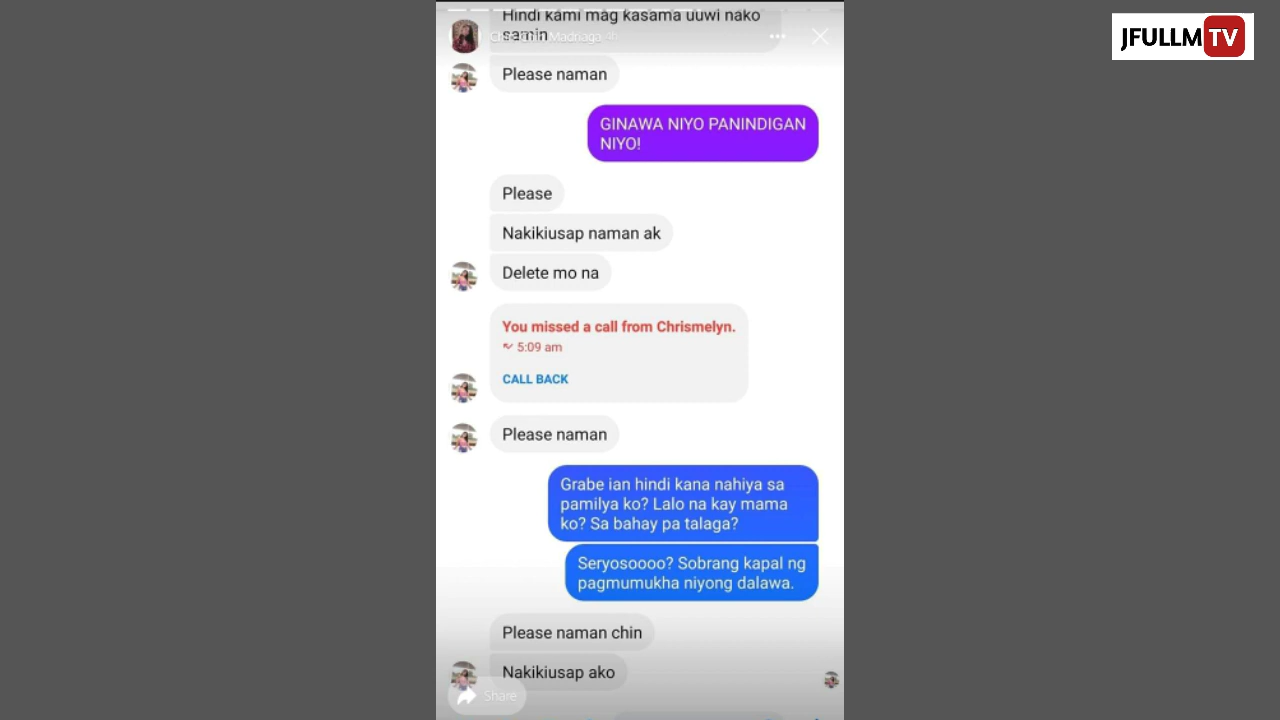 Hindi kami mag kasama uuwi nako
samin
Madriaga 4h
JFULLM TV
Please naman
GINAWA NIYO PANINDIGAN
NIYO!
Please
Nakikiusap naman ak
Delete mo na
You missed a call from Chrismelyn.
5:09 am
CALL BACK
Please naman
Grabe ian hindi kana nahiya sa
pamilya ko? Lalo na kay mama
ko? Sa bahay pa talaga?
Seryosoooo? Sobrang kapal ng
pagmumukha niyong dalawa.
Please naman chin
Nakikiusap ako
Share